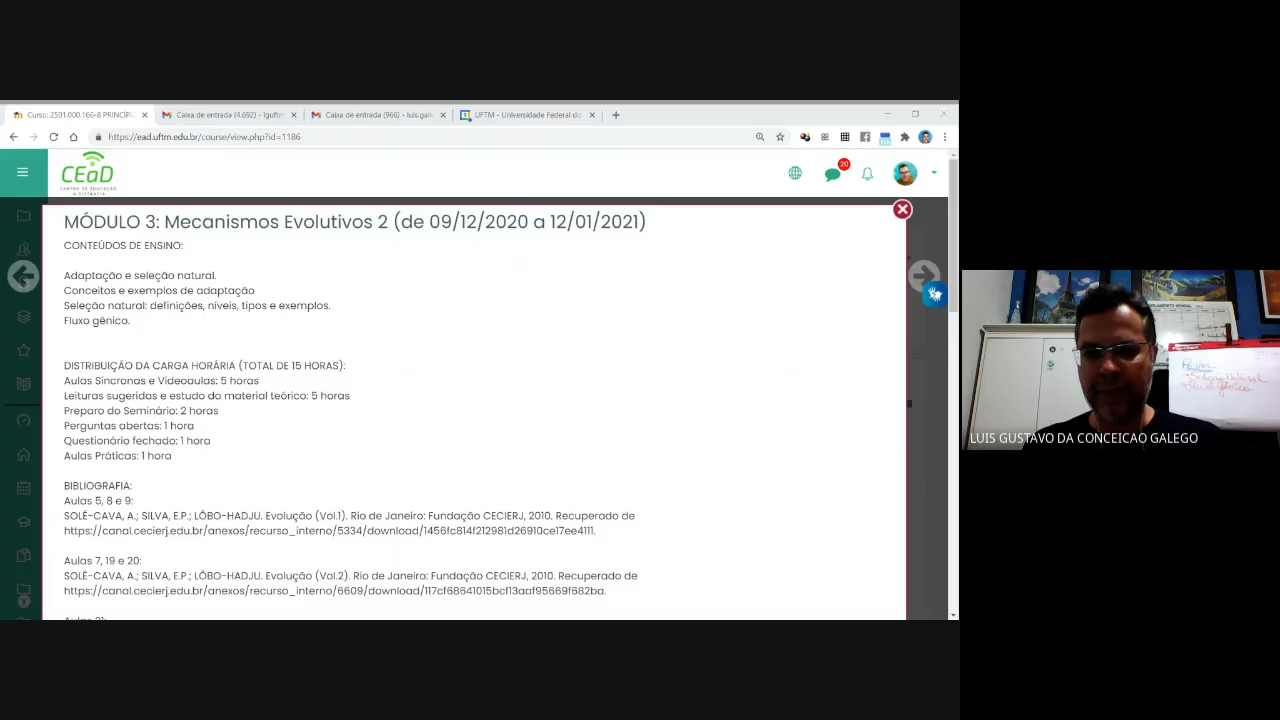 Curso: 2501.000.166-8 PRINCÍPI
Caixa de entrada (4.692) - lguftm
Caixa de entrada (966) - luis.gale
UFTM - Universidade Federal do
https://ead.uftm.edu.br/course/view.php?id=1186
CEaD
CENTRO DE EDUCAÇÃO
A DISTÂNCIA
20
MÓDULO 3: Mecanismos Evolutivos 2 (de 09/12/2020 a 12/01/2021)
CONTEÚDOS DE ENSINO:
Adaptação e seleção natural.
Conceitos e exemplos de adaptação
Seleção natural: definições, níveis, tipos e exemplos.
Fluxo gênico.
DISTRIBUIÇÃO DA CARGA HORÁRIA (TOTAL DE 15 HORAS):
Aulas Síncronas e Videoaulas: 5 horas
Leituras sugeridas e estudo do material teórico: 5 horas
Preparo do Seminário: 2 horas
Perguntas abertas: 1 hora
Questionário fechado: 1 hora
Aulas Práticas: 1 hora
BIBLIOGRAFIA:
Aulas 5, 8 e 9:
SOLÉ-CAVA, A.; SILVA, E.P.; LÔBO-HADJU. Evolução (Vol.1). Rio de Janeiro: Fundação CECIERJ, 2010. Recuperado de
https://canal.cecierj.edu.br/anexos/recurso_interno/5334/download/1456fc814f212981d26910ce17ee4111.
Aulas 7, 19 e 20:
SOLÉ-CAVA, A.; SILVA, E.P.; LÔBO-HADJU. Evolução (Vol.2). Rio de Janeiro: Fundação CECIERJ, 2010. Recuperado de
https://canal.cecierj.edu.br/anexos/recurso_interno/6609/download/117cf68641015bcf13aaf95669f682ba.
Seleção Natural
LUIS GUSTAVO DA CONCEICAO GALEGO